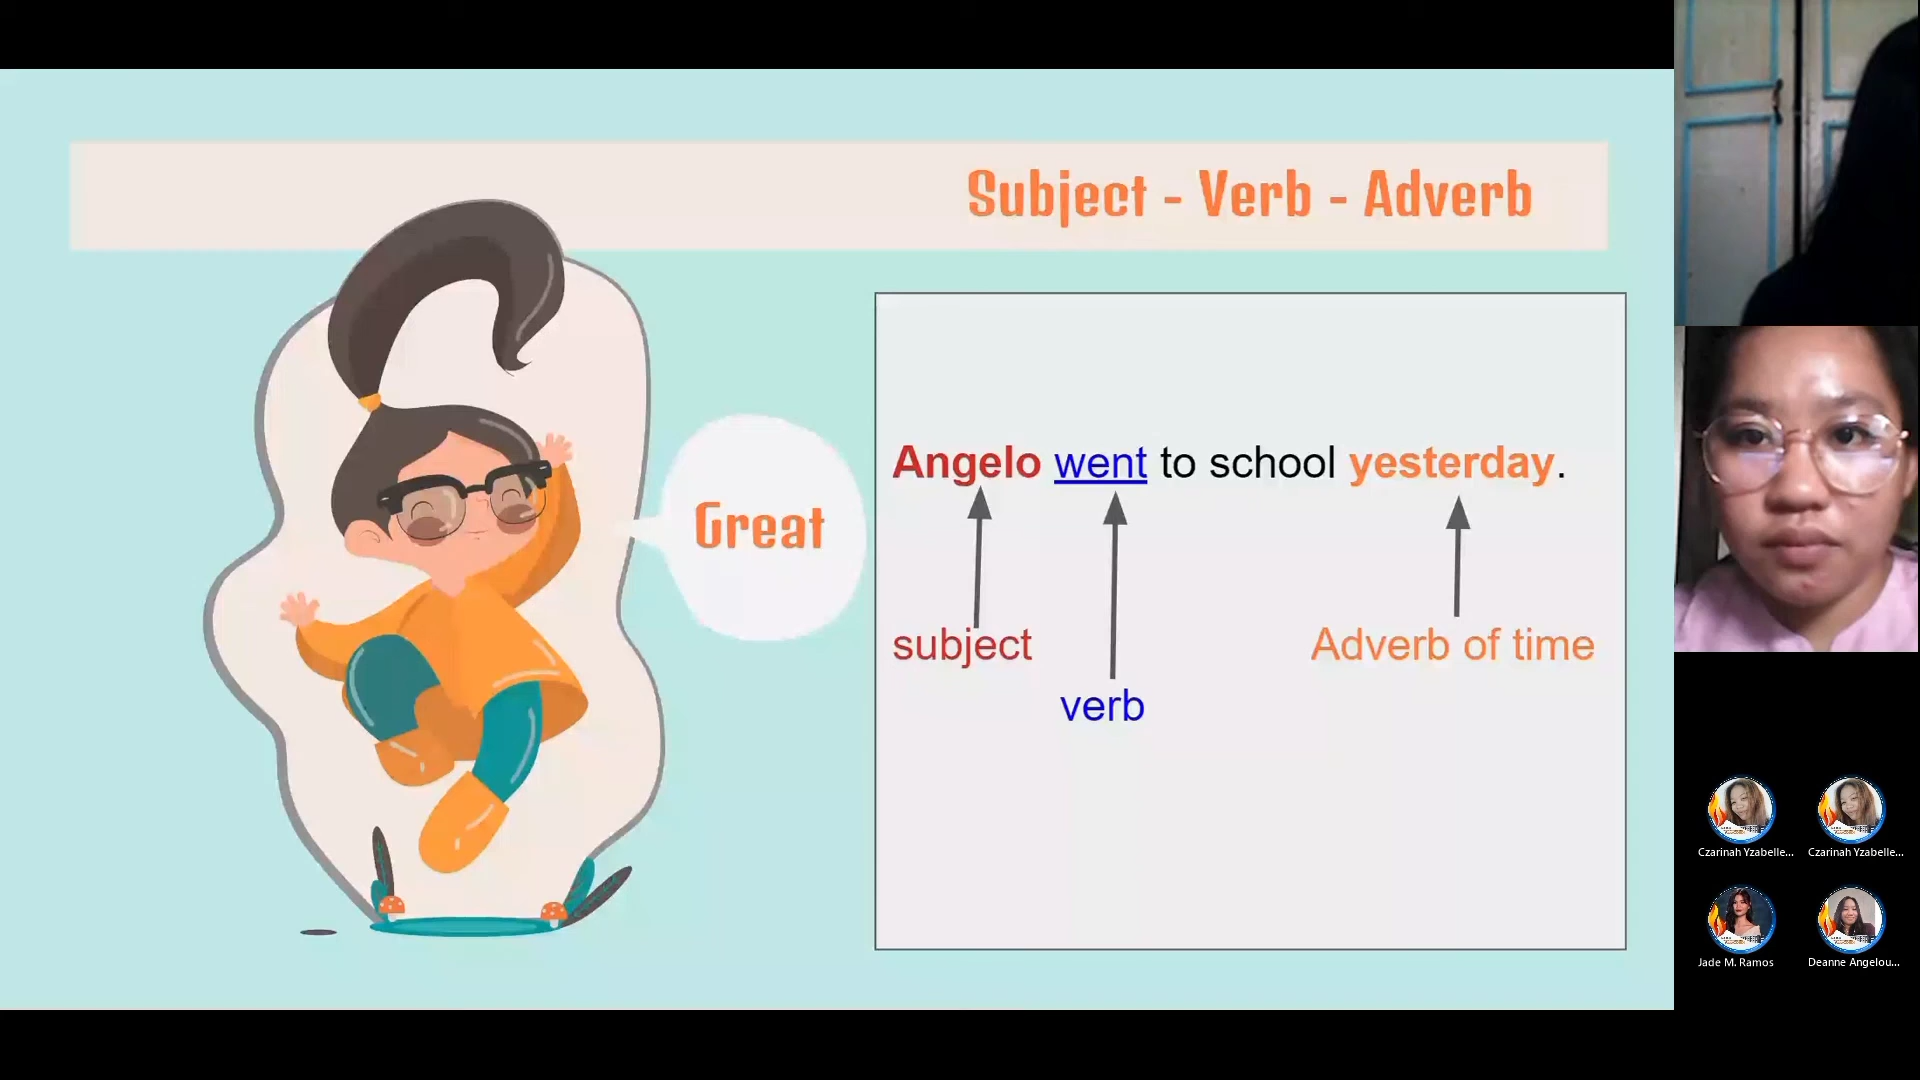 Subject - Verb - Adverb
Great
Angelo went to school yesterday.
subject
Adverb of time
verb
Czarinah Yzabelle...
Czarinah Yzabelle...
Jade M. Ramos
Deanne Angelou...